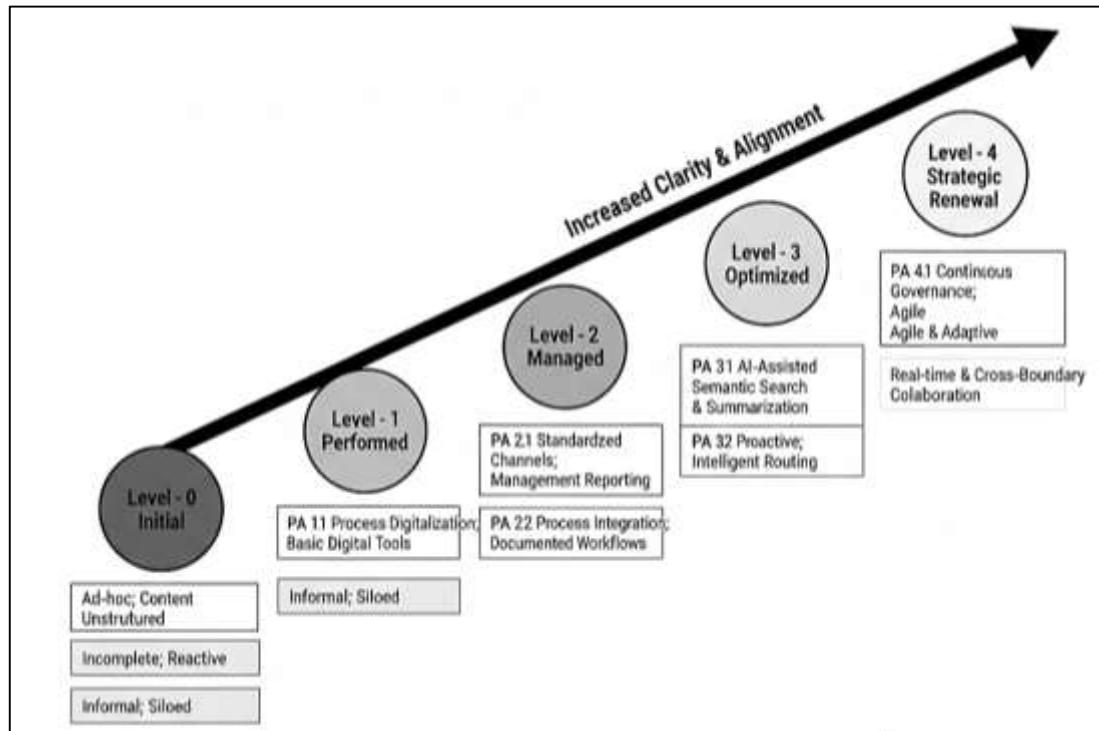 Increased Clarity & Alignment
Level - 0
Initial
Ad-hoc; Content
Unstrutured
Incomplete; Reactive
Informal; Siloed
Level - 1
Performed
PA 11 Process Digitalization;
Basic Digital Tools
Informal; Siloed
Level - 2
Managed
PA 2.1 Standardzed
Channels;
Management Reporting
PA 22 Process Integration;
Documented Workflows
Level - 3
Optimized
PA 31 AI-Assisted
Semantic Search
& Summarization
PA 32 Proactive;
Intelligent Routing
Level - 4
Strategic
Renewal
PA 4.1 Continuous
Governance;
Agile
Agile & Adaptive
Real-time & Cross-Boundary
Colaboration